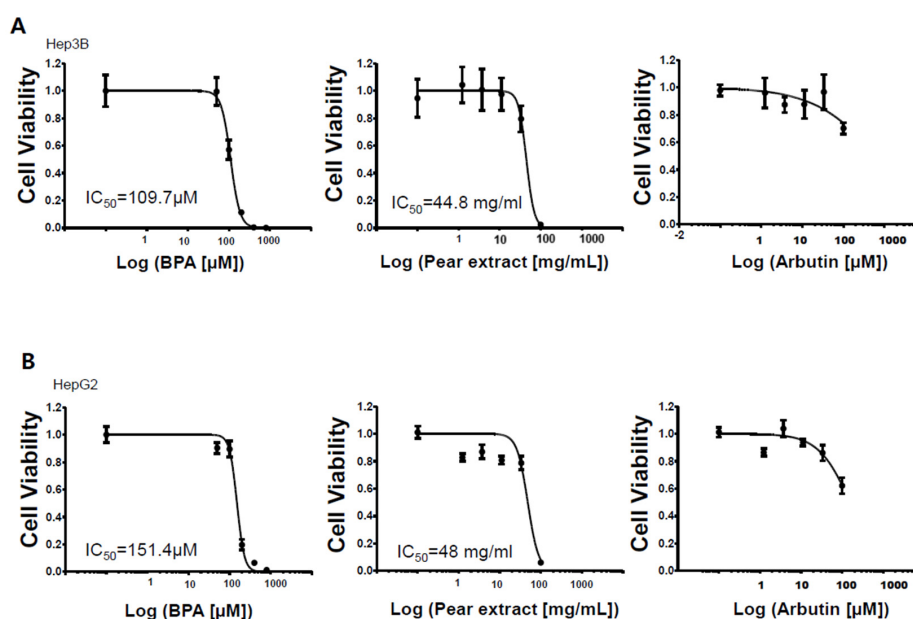 A
Hep3B
Cell Viability
1.2
1.0
0.8
0.6
0.4
0.2
0.0
IC50=109.7µM
1 10 100 1000
Log (BPA [µM])
Cell Viability
1.2
1.0
0.8
0.6
0.4
0.2
0.0
IC50=44.8 mg/ml
1 10 100 1000
Log (Pear extract [mg/mL])
Cell Viability
1.2
1.0
0.8
0.6
0.4
0.2
0.0
-2 1 10 100 1000
Log (Arbutin [µM])
B
HepG2
Cell Viability
1.2
1.0
0.8
0.6
0.4
0.2
0.0
IC50=151.4µM
1 10 100 1000
Log (BPA [µM])
Cell Viability
1.2
1.0
0.8
0.6
0.4
0.2
0.0
IC50=48 mg/ml
1 10 100 1000
Log (Pear extract [mg/mL])
Cell Viability
1.2
1.0
0.8
0.6
0.4
0.2
0.0
1 10 100 1000
Log (Arbutin [µM])